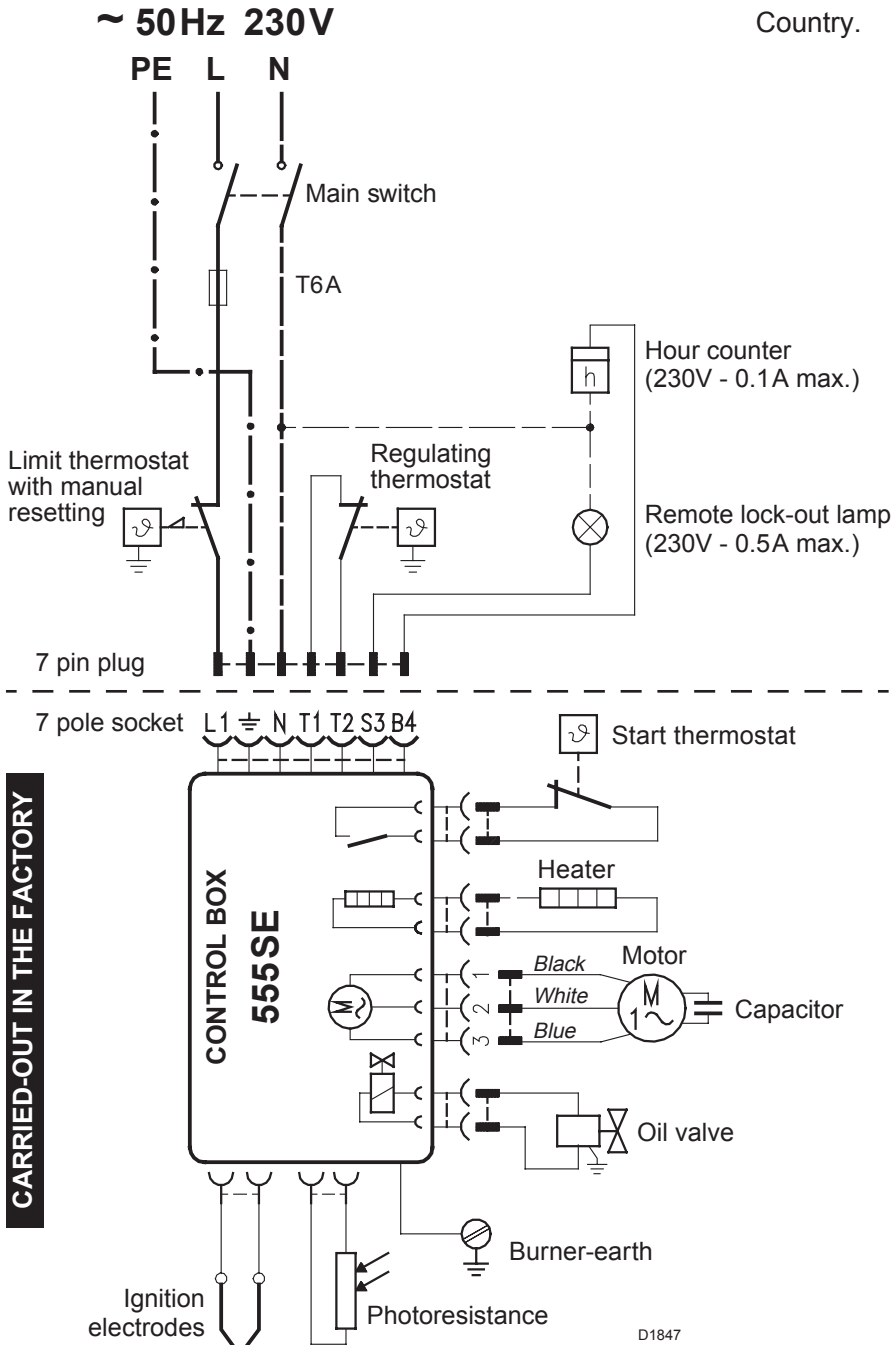 ~ 50Hz 230V
Country.
PE L N
Main switch
T6A
Hour counter
(230V - 0.1A max.)
h
Limit thermostat
with manual
resetting
Regulating
thermostat
ϑ
ϑ
Remote lock-out lamp
(230V - 0.5A max.)
7 pin plug
7 pole socket
L1 N T1 T2 S3 B4
ϑ
Start thermostat
CARRIED-OUT IN THE FACTORY
CONTROL BOX
555SE
Heater
M~
1
2
3
Black
White
Blue
Motor
M
1~
Capacitor
Oil valve
Burner-earth
Ignition
electrodes
Photoresistance
D1847